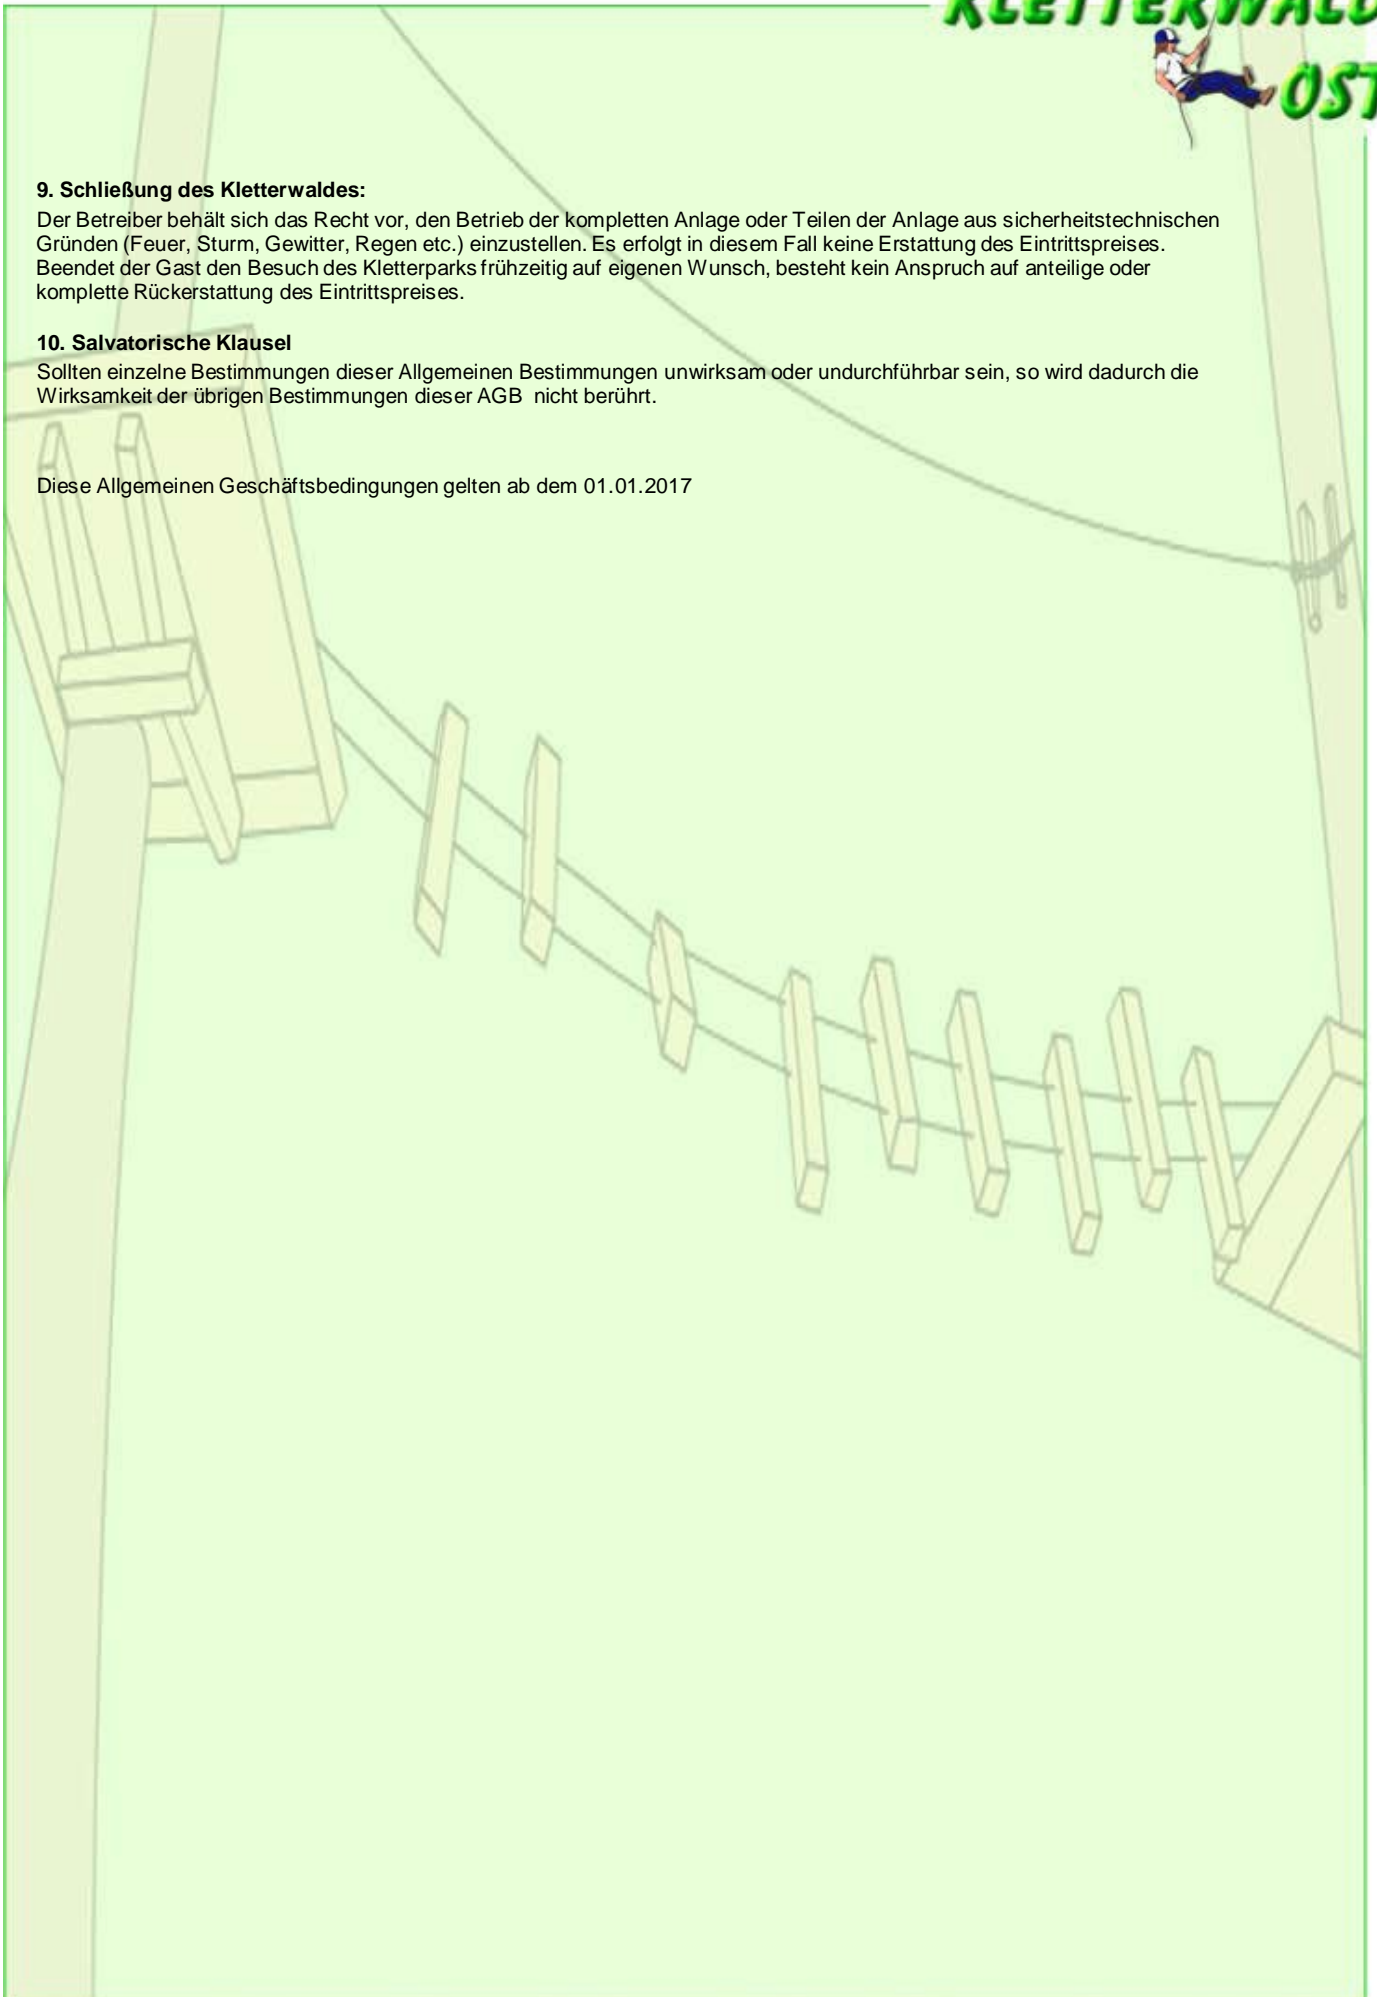 KLETTERWALD
OST
9. Schließung des Kletterwaldes:
Der Betreiber behält sich das Recht vor, den Betrieb der kompletten Anlage oder Teilen der Anlage aus sicherheitstechnischen
Gründen (Feuer, Sturm, Gewitter, Regen etc.) einzustellen. Es erfolgt in diesem Fall keine Erstattung des Eintrittspreises.
Beendet der Gast den Besuch des Kletterparks frühzeitig auf eigenen Wunsch, besteht kein Anspruch auf anteilige oder
komplette Rückerstattung des Eintrittspreises.
10. Salvatorische Klausel
Sollten einzelne Bestimmungen dieser Allgemeinen Bestimmungen unwirksam oder undurchführbar sein, so wird dadurch die
Wirksamkeit der übrigen Bestimmungen dieser AGB nicht berührt.
Diese Allgemeinen Geschäftsbedingungen gelten ab dem 01.01.2017